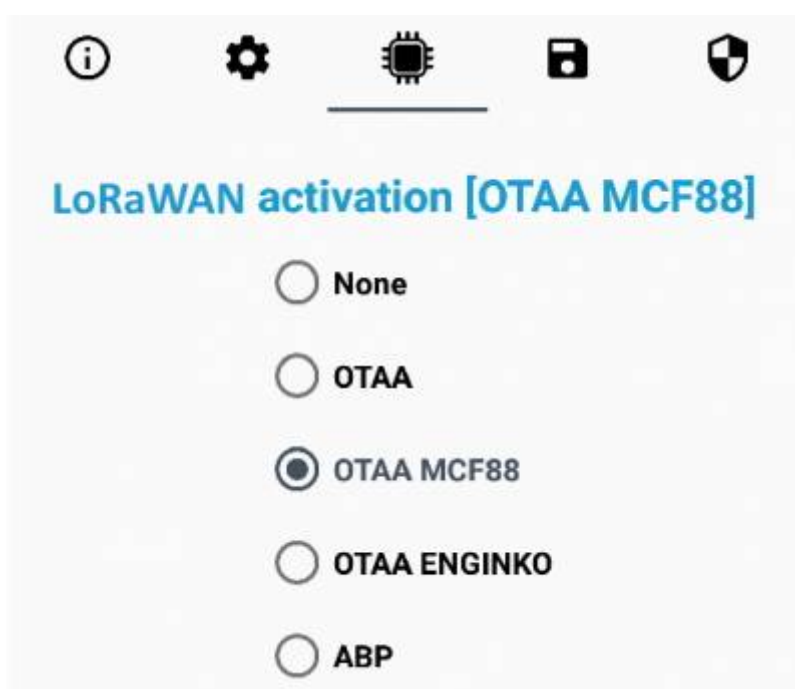 LoRaWAN activation [OTAA MCF88]
None
OTAA
OTAA MCF88
OTAA ENGINKO
ABP